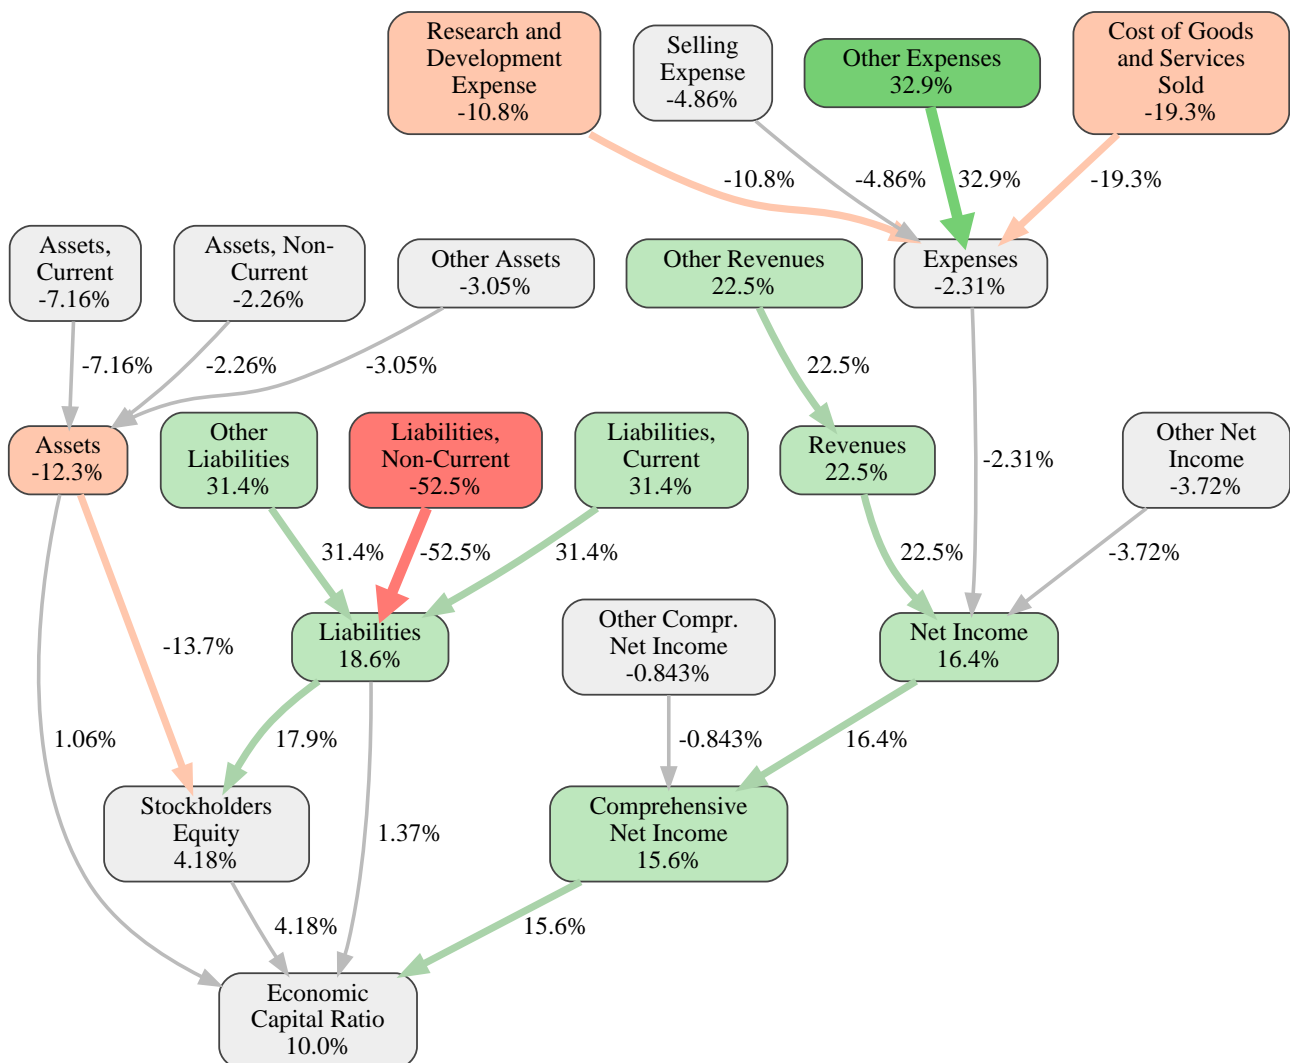 Research and
Development
Expense
-10.8%
Selling
Expense
-4.86%
Other Expenses
32.9%
Cost of Goods
and Services
Sold
-19.3%
-10.8%
-4.86%
32.9%
-19.3%
Assets,
Current
-7.16%
Assets, Non-
Current
-2.26%
Other Assets
-3.05%
Other Revenues
22.5%
Expenses
-2.31%
-7.16%
-2.26%
-3.05%
22.5%
Assets
-12.3%
Other
Liabilities
31.4%
Liabilities,
Non-Current
-52.5%
Liabilities,
Current
31.4%
Revenues
22.5%
-2.31%
Other Net
Income
-3.72%
31.4%
-52.5%
31.4%
22.5%
-3.72%
-13.7%
Liabilities
18.6%
Other Compr.
Net Income
-0.843%
Net Income
16.4%
1.06%
17.9%
-0.843%
16.4%
Stockholders
Equity
4.18%
1.37%
Comprehensive
Net Income
15.6%
4.18%
15.6%
Economic
Capital Ratio
10.0%